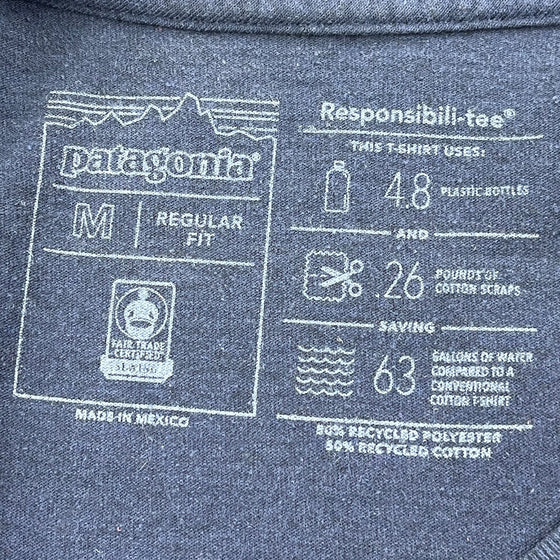 patagonia®
M
REGULAR
FIT
FAIR TRADE
CERTIFIED™
SEWING
MADE IN MEXICO
Responsibili-tee®
THIS T-SHIRT USES:
4.8 PLASTIC BOTTLES
AND
.26 POUNDS OF
COTTON SCRAPS
SAVING
63 GALLONS OF WATER
COMPARED TO A
CONVENTIONAL
COTTON T-SHIRT
50% RECYCLED POLYESTER
50% RECYCLED COTTON